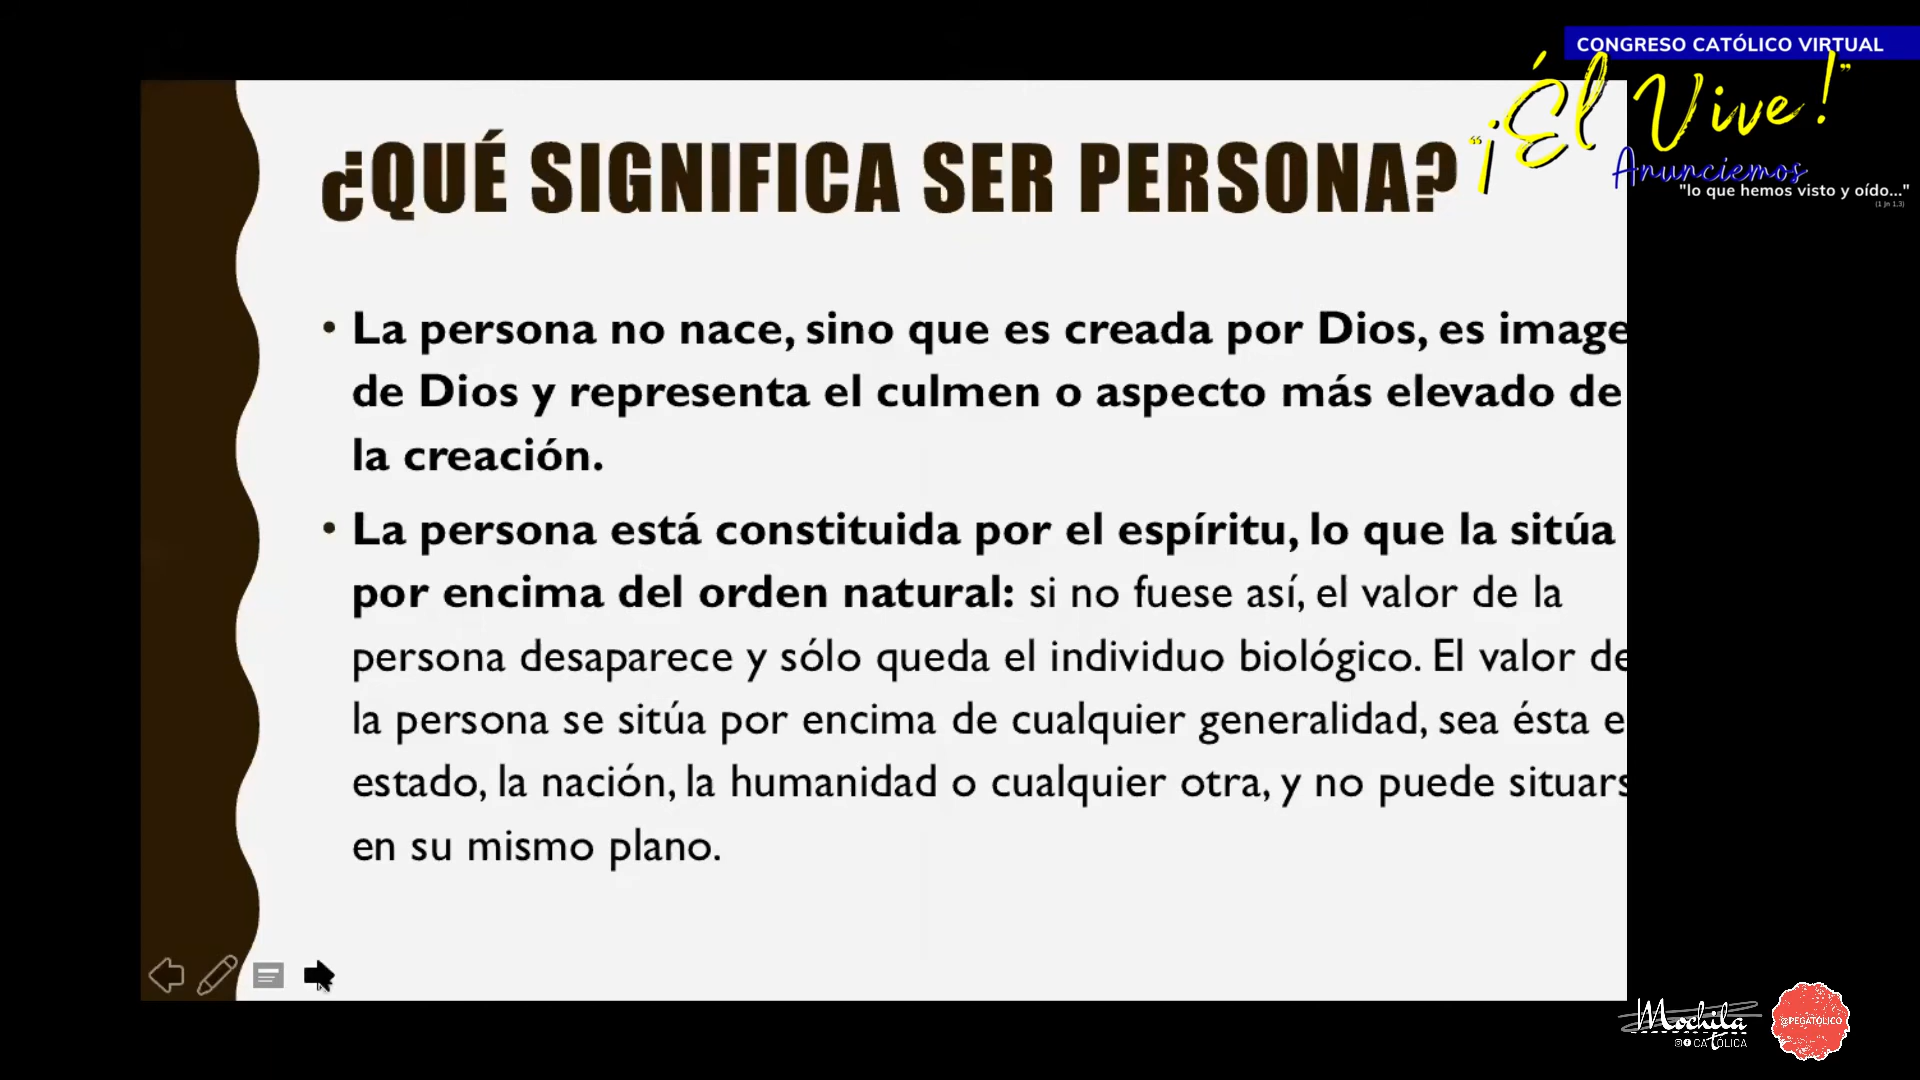 CONGRESO CATÓLICO VIRTUAL
"¡Él Vive!"
Anunciemos
"lo que hemos visto y oído..."
(1 Jn 1,3)
¿QUÉ SIGNIFICA SER PERSONA?
• La persona no nace, sino que es creada por Dios, es image
de Dios y representa el culmen o aspecto más elevado de
la creación.
• La persona está constituida por el espíritu, lo que la sitúa
por encima del orden natural: si no fuese así, el valor de la
persona desaparece y sólo queda el individuo biológico. El valor de
la persona se sitúa por encima de cualquier generalidad, sea ésta e
estado, la nación, la humanidad o cualquier otra, y no puede situars
en su mismo plano.
Mochila
CATÓLICA
@PEGATÓLICO